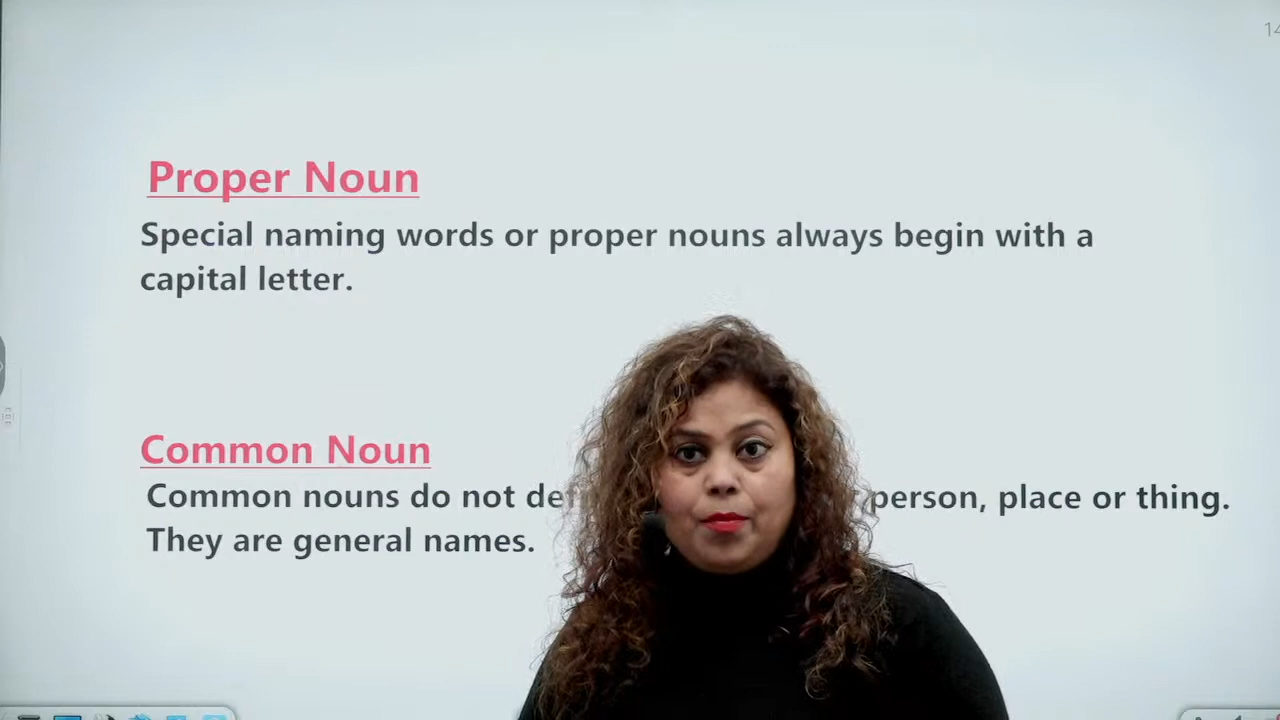 14
Proper Noun
Special naming words or proper nouns always begin with a
capital letter.
Common Noun
Common nouns do not person, place or thing.
They are general names.